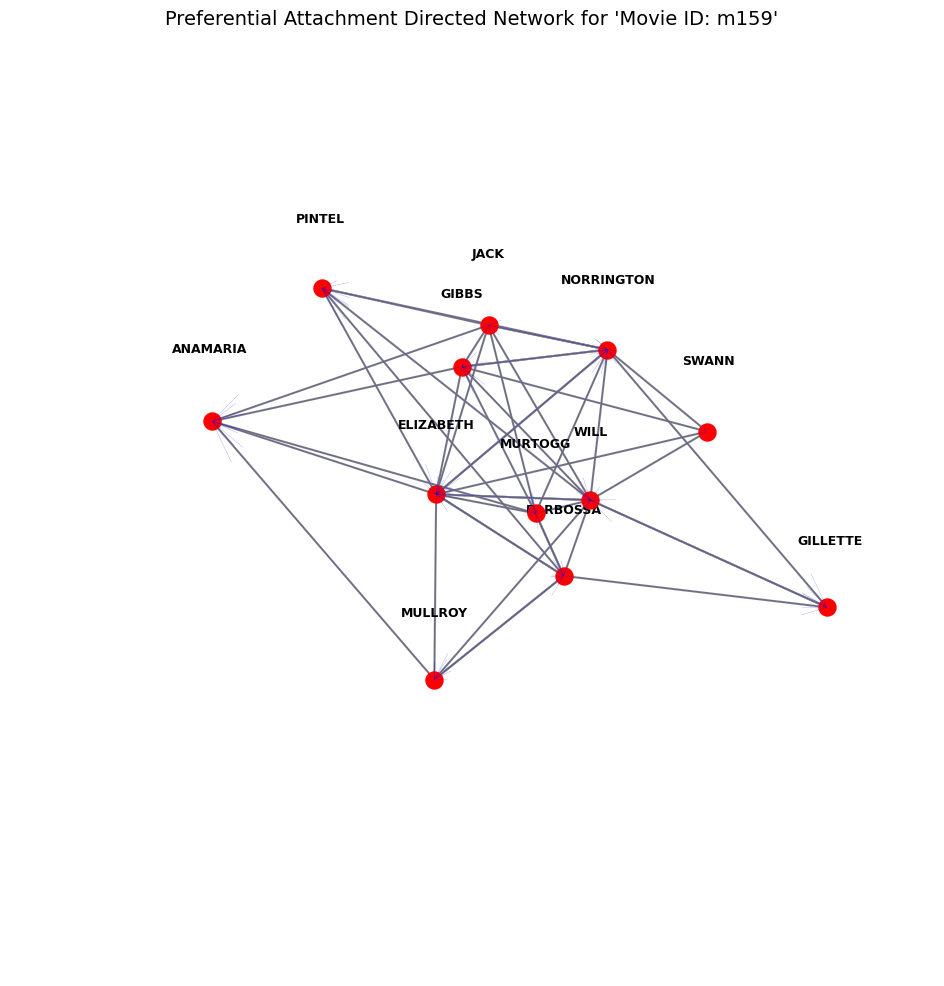 Preferential Attachment Directed Network for 'Movie ID: m159'
PINTEL
JACK
NORRINGTON
GIBBS
ANAMARIA
SWANN
ELIZABETH
WILL
MURTOGG
BARBOSSA
GILLETTE
MULLROY